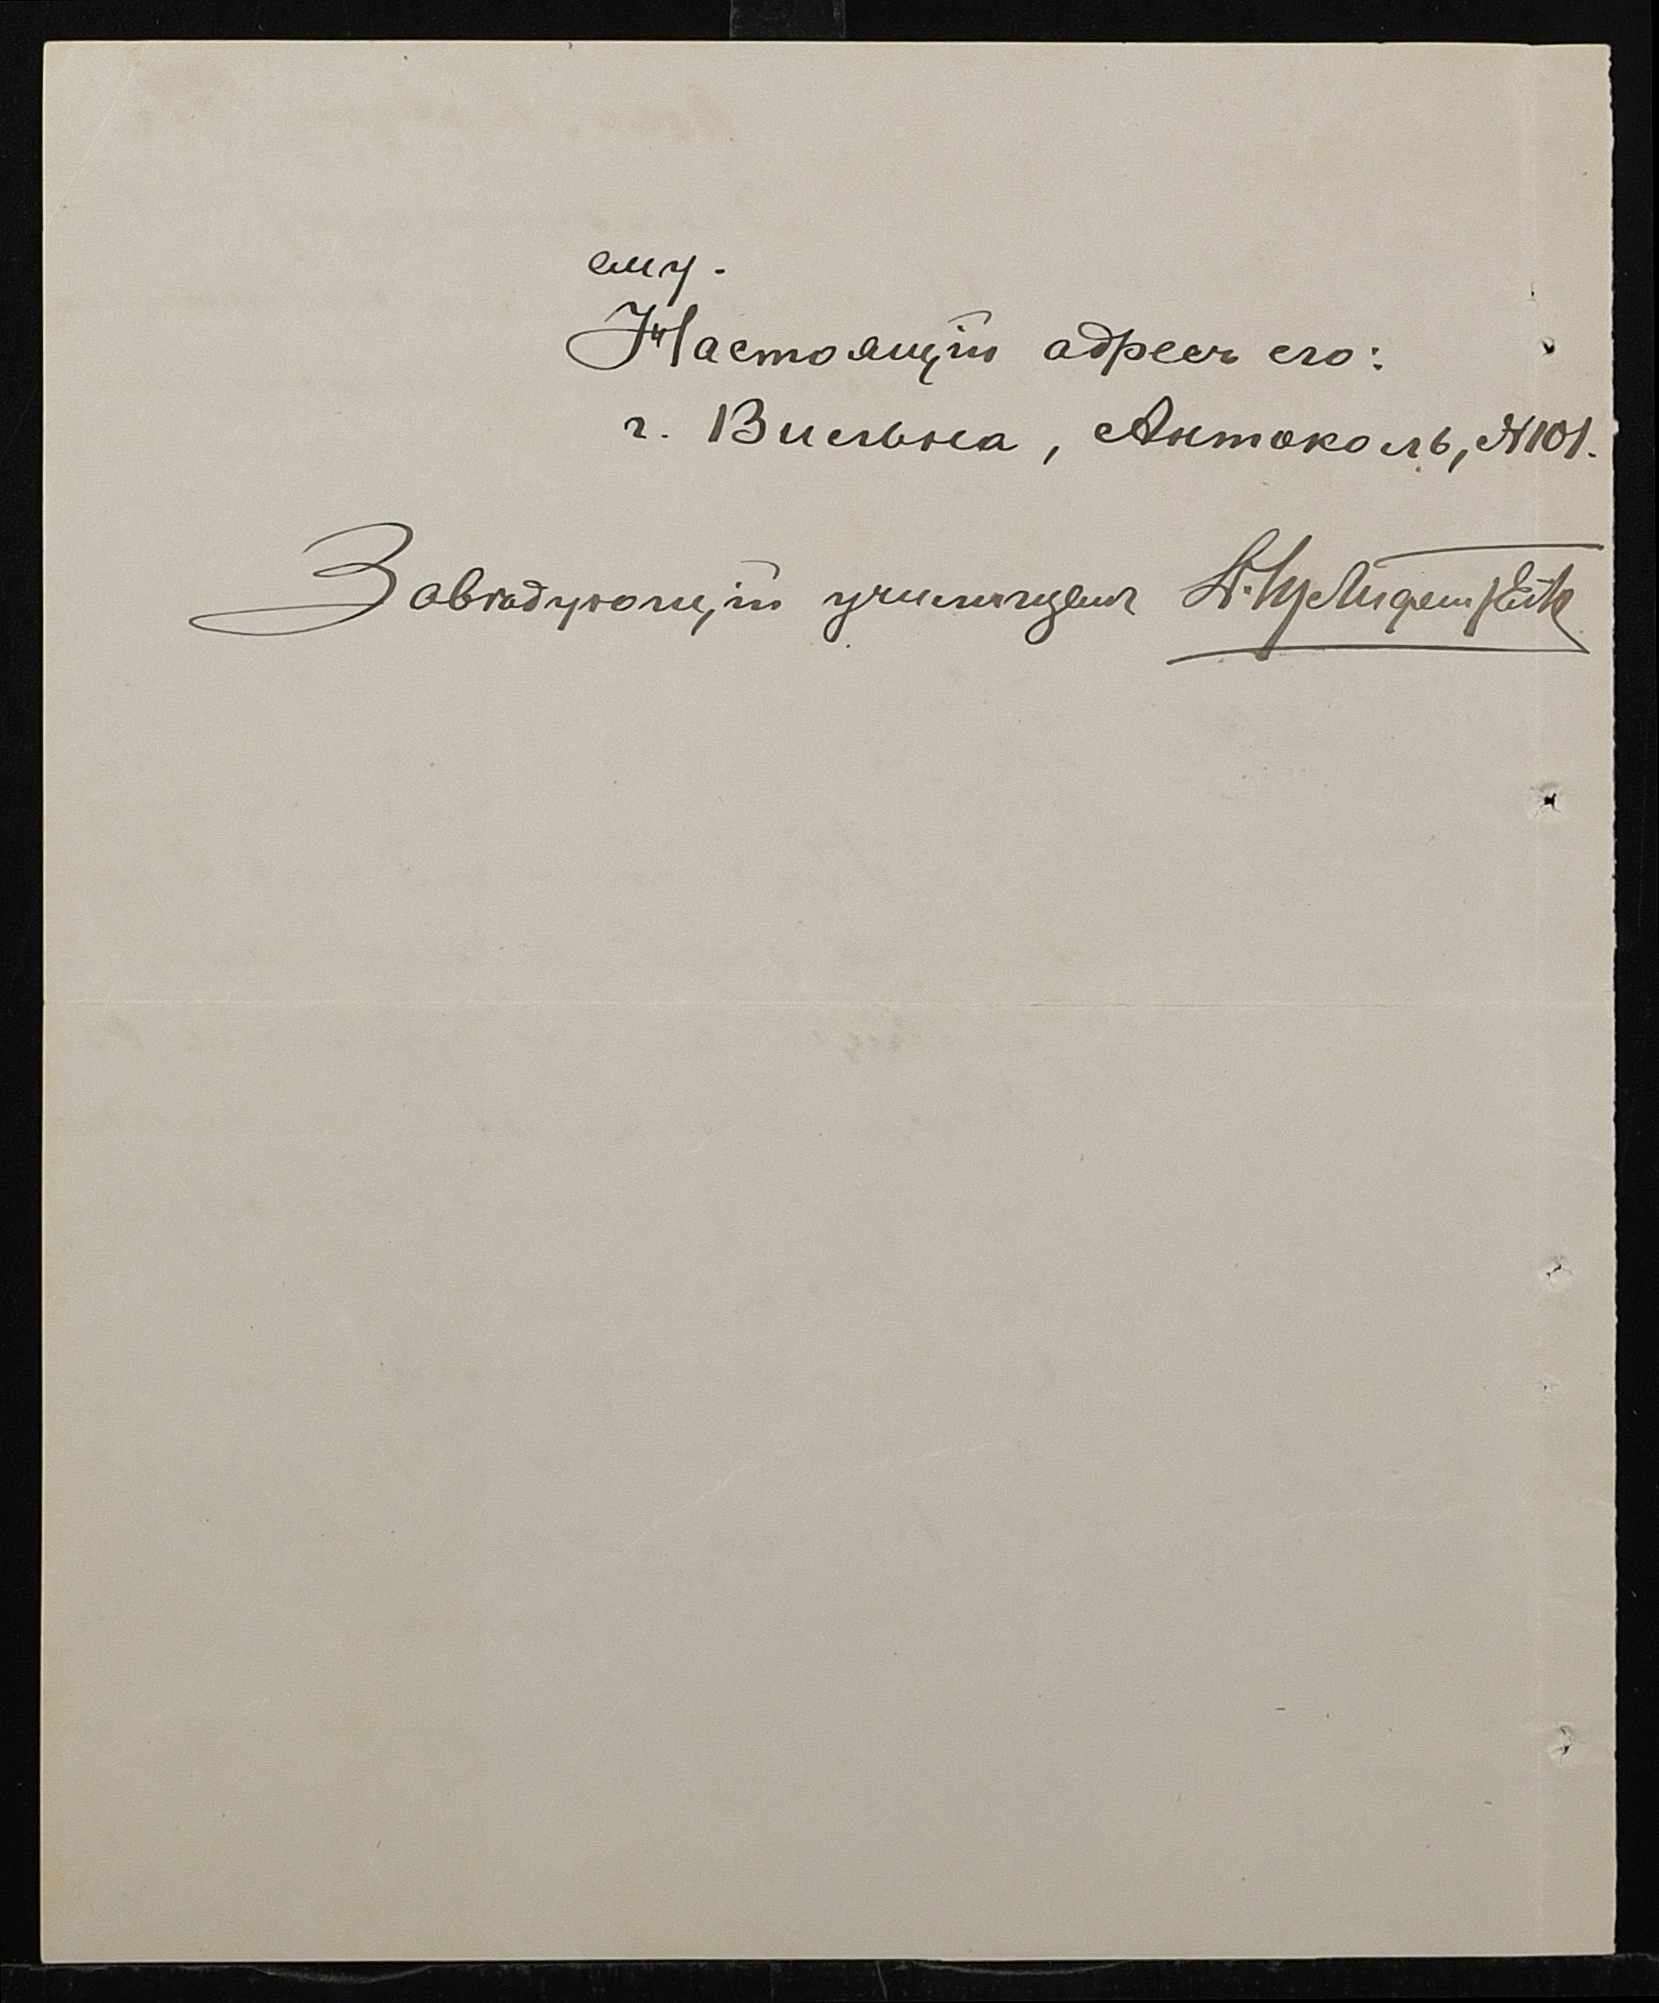 ему.
Настоящій адресъ его:
г. Вильна, Антоколь, №101.
Завѣдующій училищемъ